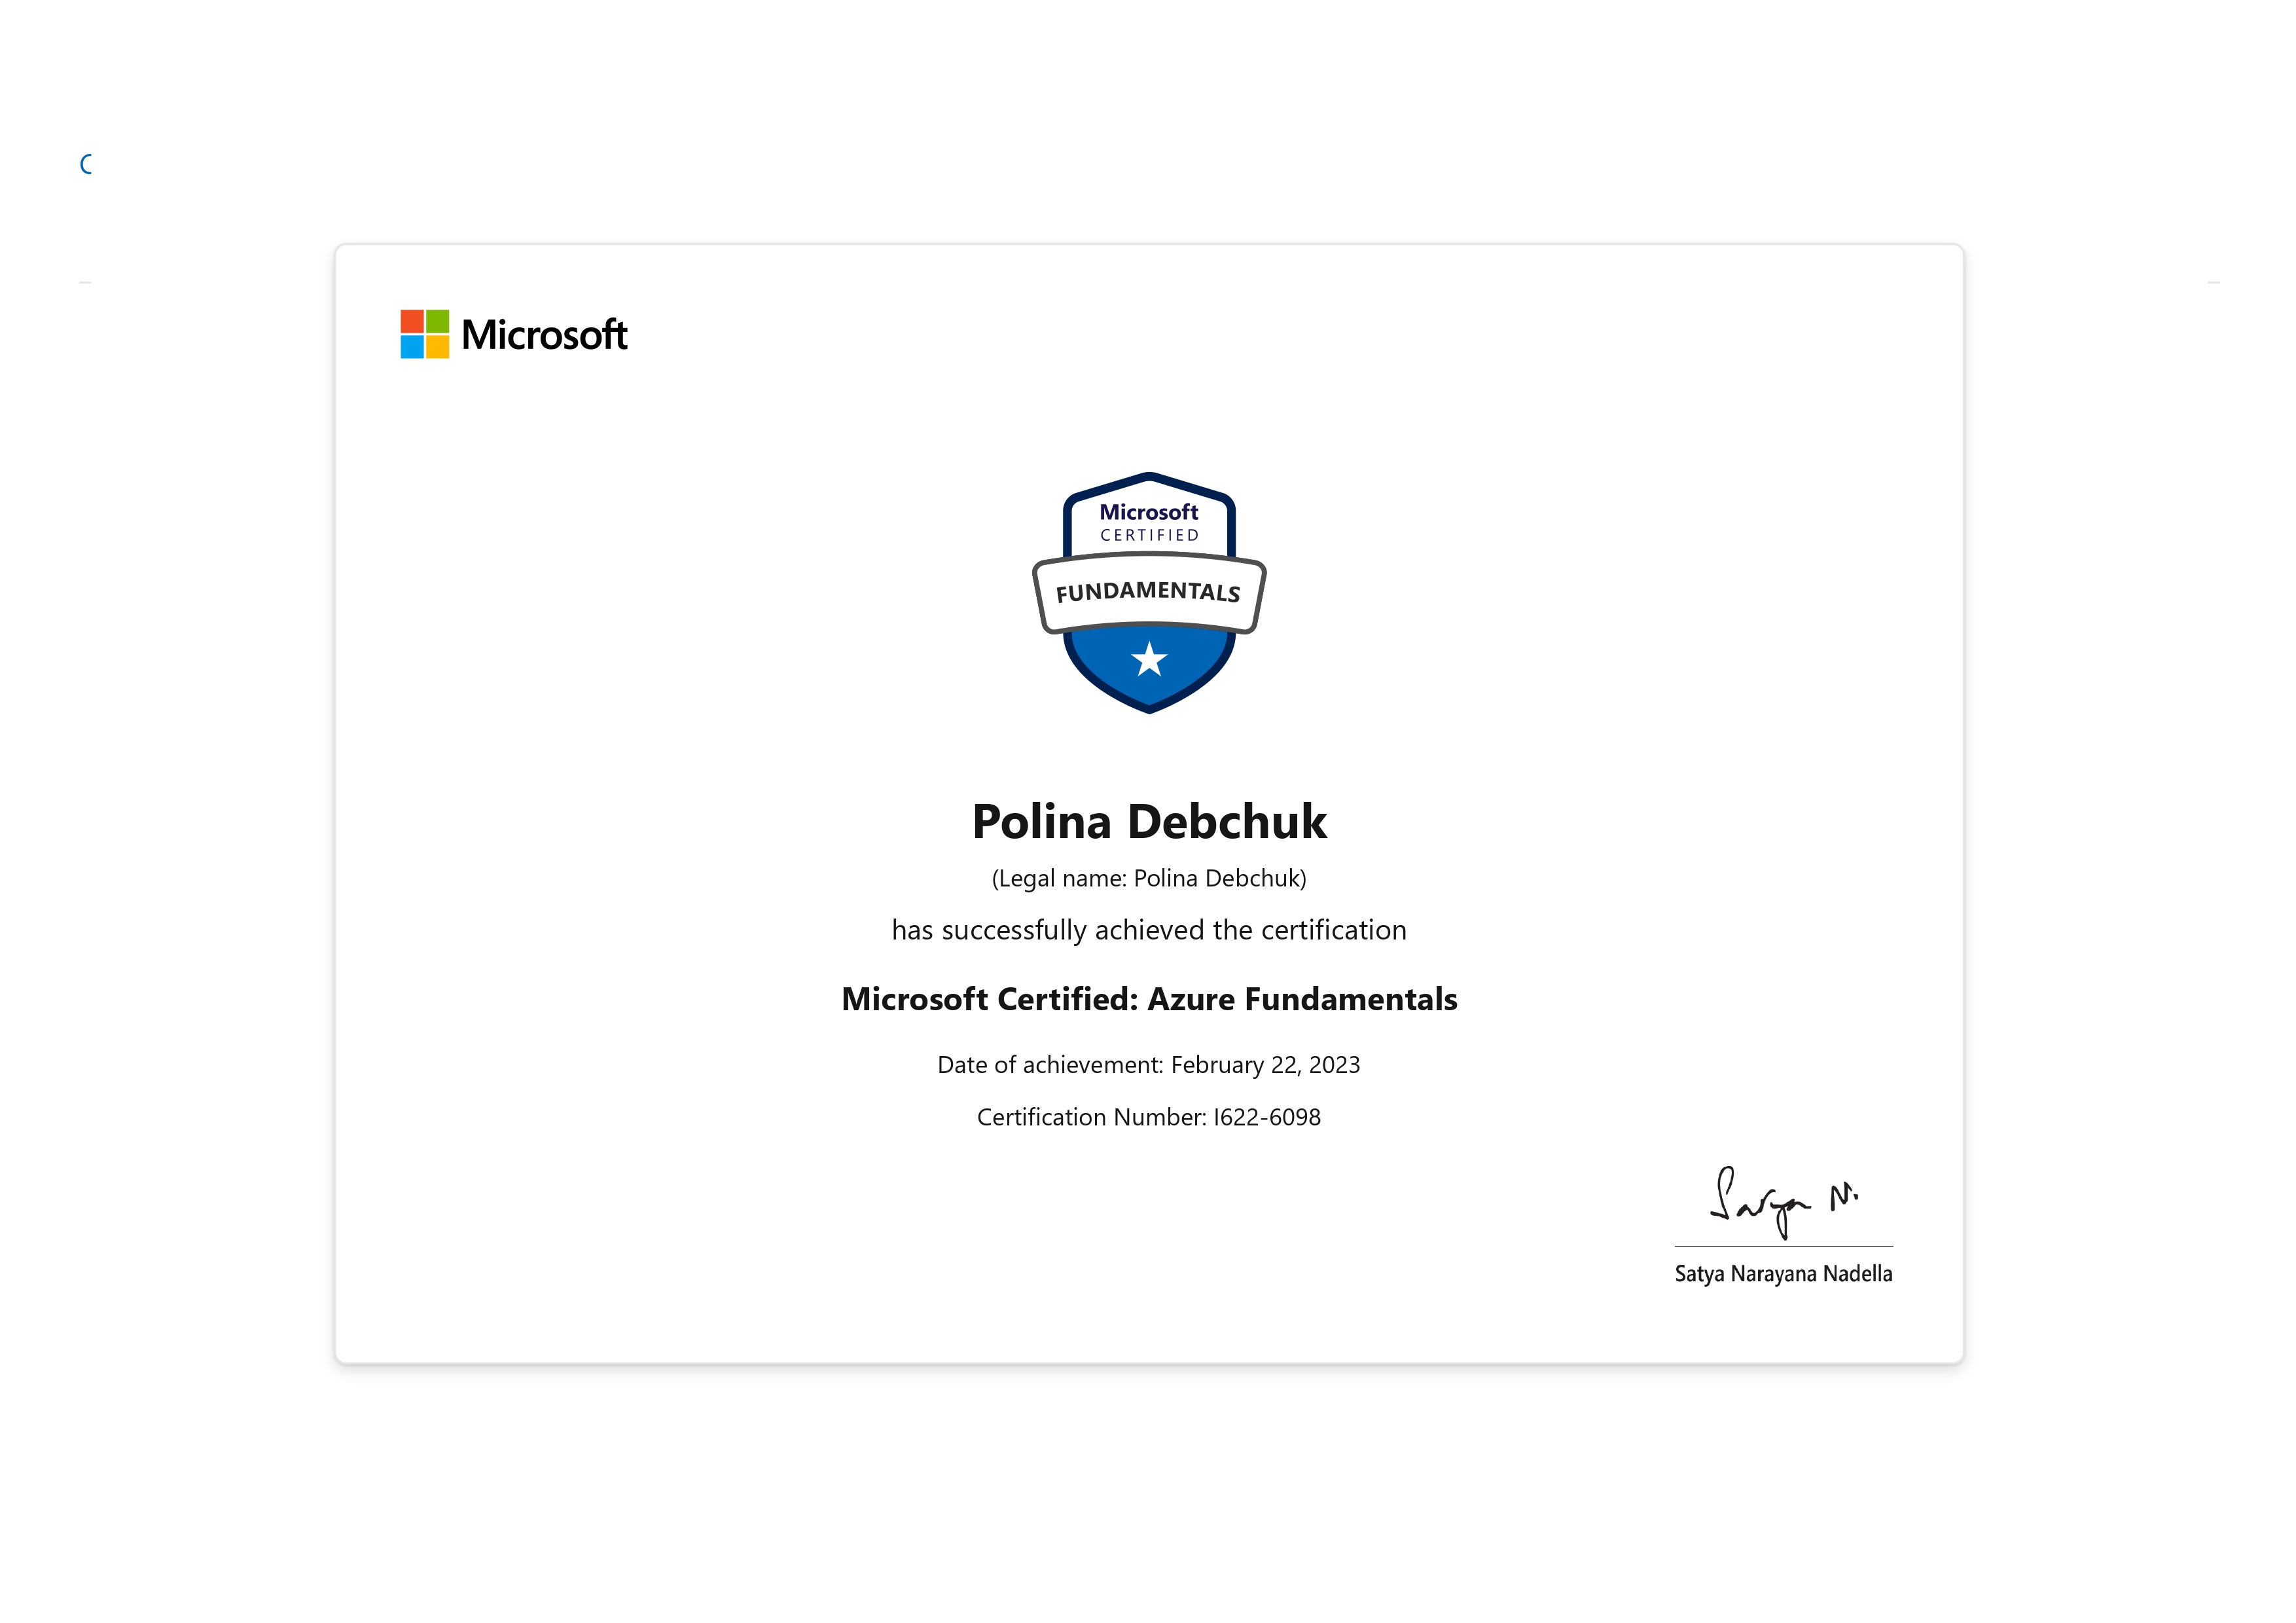 Microsoft
Microsoft
CERTIFIED
FUNDAMENTALS
Polina Debchuk
(Legal name: Polina Debchuk)
has successfully achieved the certification
Microsoft Certified: Azure Fundamentals
Date of achievement: February 22, 2023
Certification Number: I622-6098
Satya N.
Satya Narayana Nadella